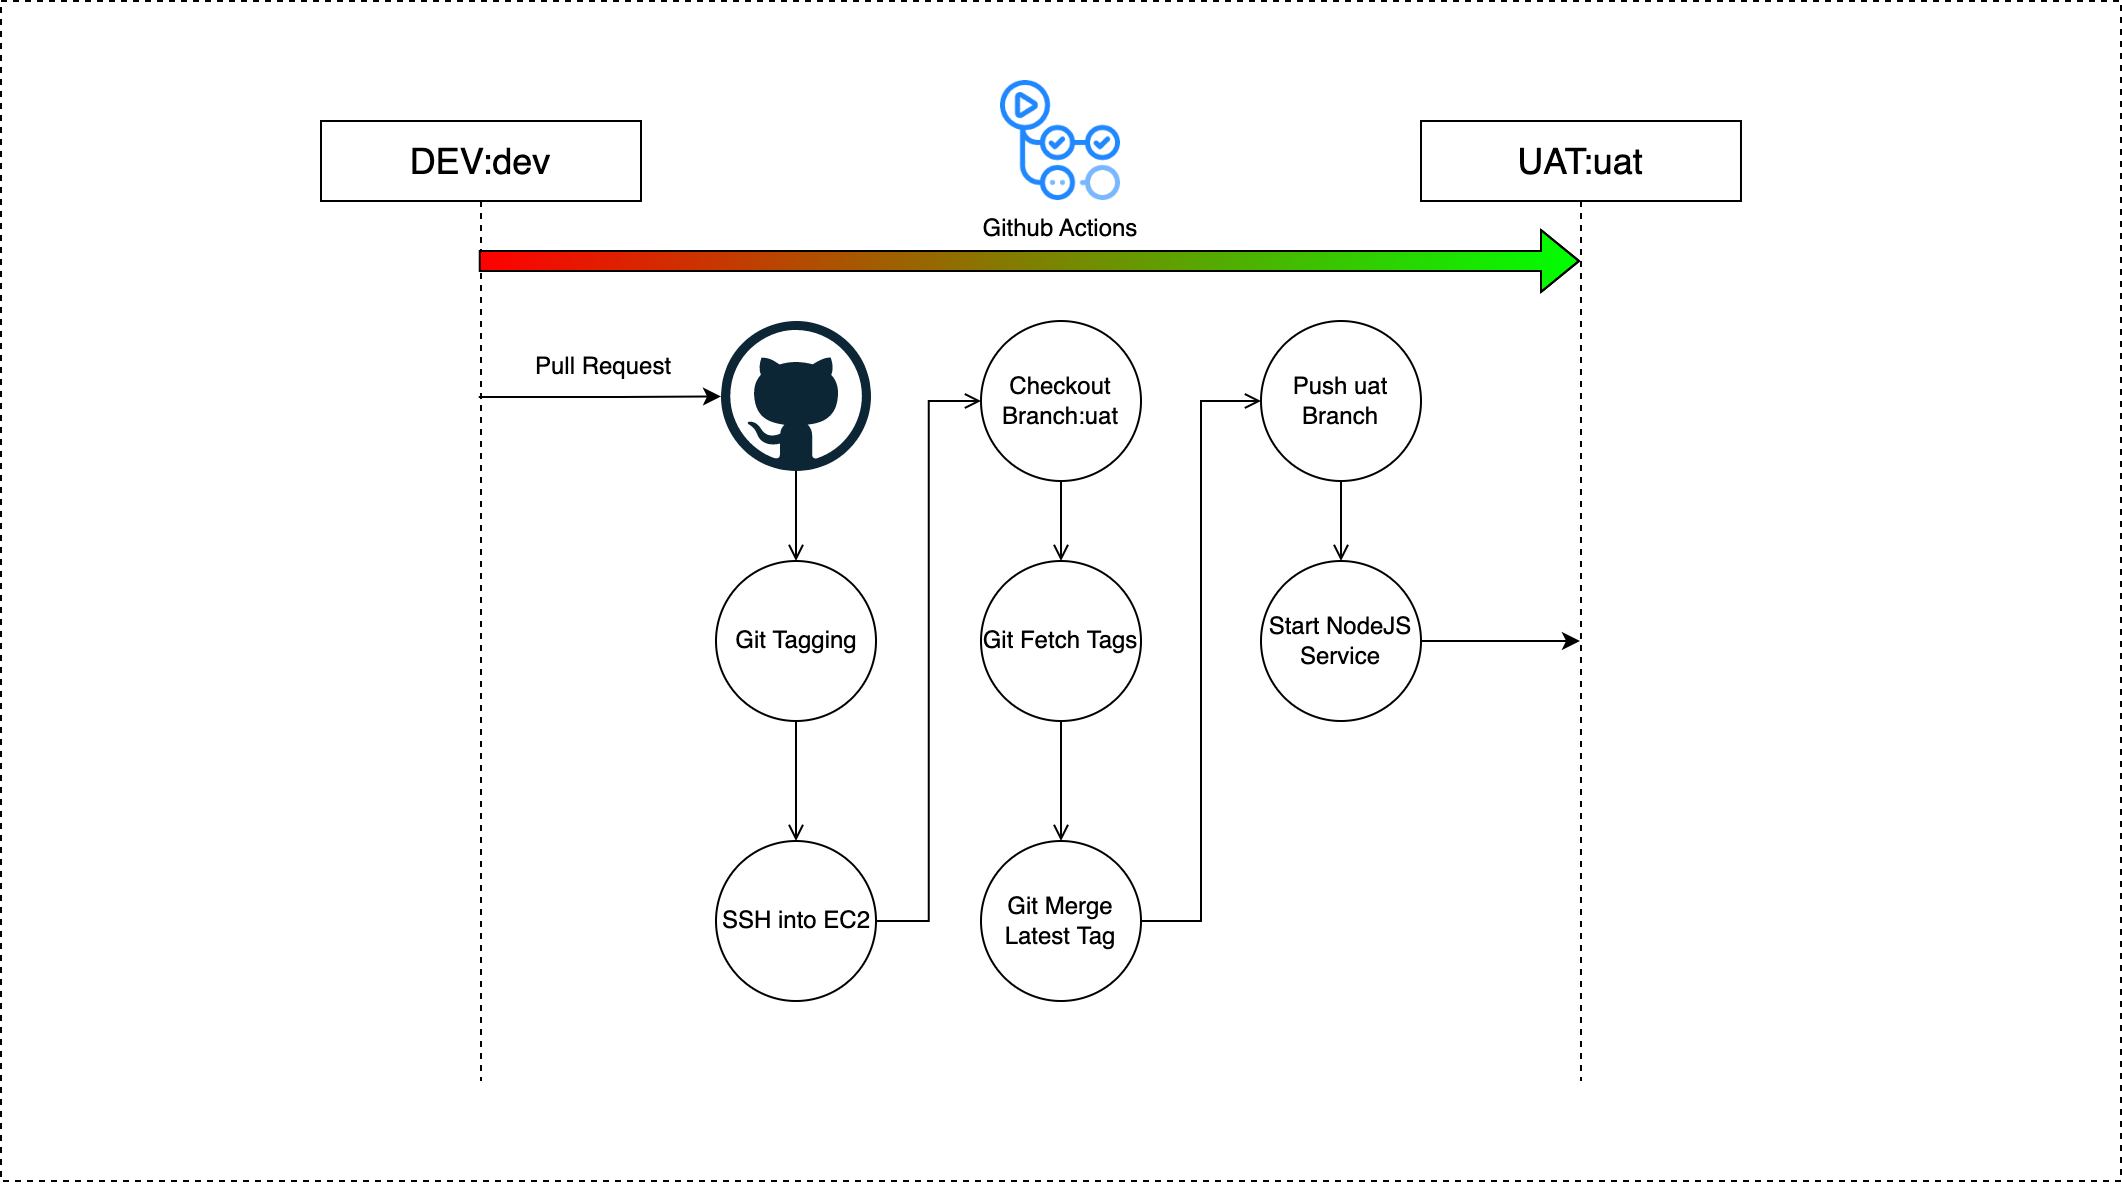 DEV:dev
Github Actions
UAT:uat
Pull Request
Git Tagging
SSH into EC2
Checkout
Branch:uat
Git Fetch Tags
Git Merge
Latest Tag
Push uat
Branch
Start NodeJS
Service